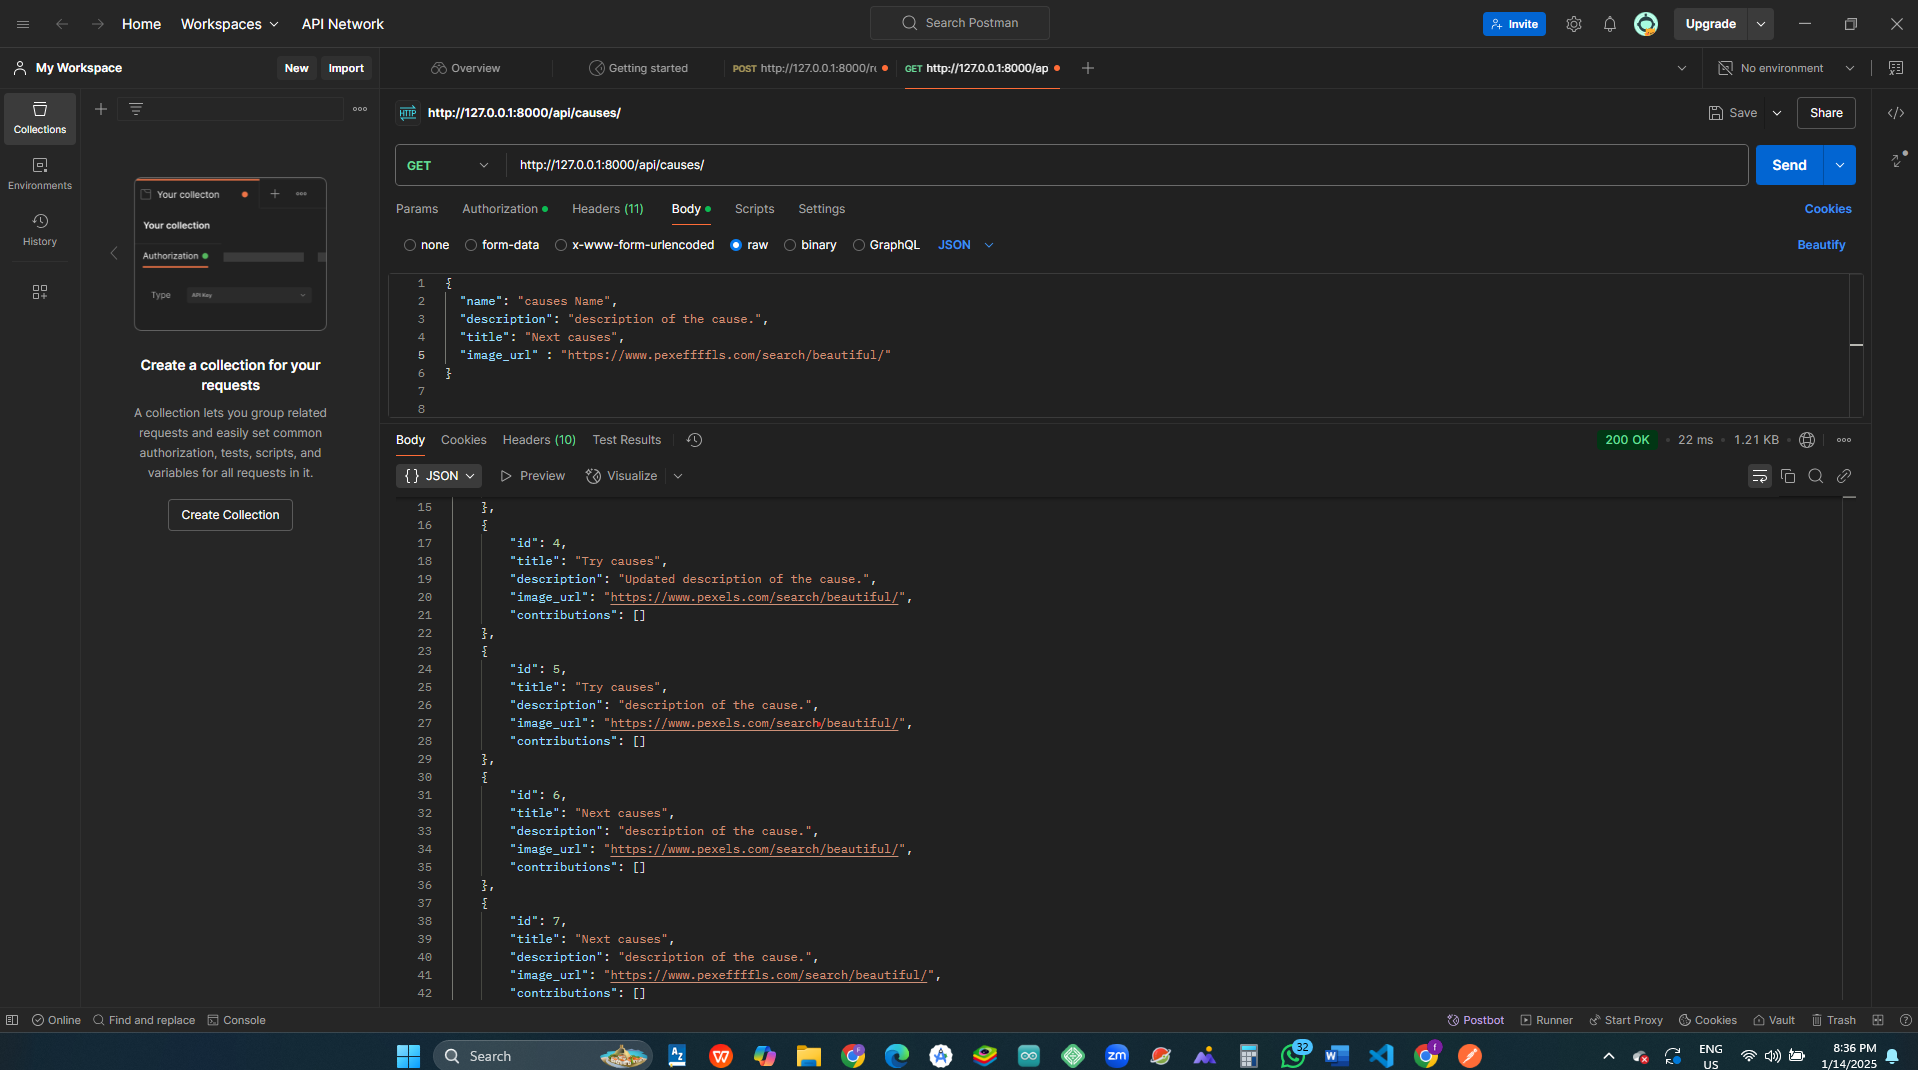 Home Workspaces API Network Search Postman Invite Upgrade
My Workspace New Import Overview Getting started POST http://127.0.0.1:8000/re GET http://127.0.0.1:8000/ap No environment
Collections
Environments
History
Your collecton
Your collection
Authorization
Type API Key
Create a collection for your
requests
A collection lets you group related
requests and easily set common
authorization, tests, scripts, and
variables for all requests in it.
Create Collection
HTTP http://127.0.0.1:8000/api/causes/ Save Share
GET http://127.0.0.1:8000/api/causes/ Send
Params Authorization Headers (11) Body Scripts Settings Cookies
none form-data x-www-form-urlencoded raw binary GraphQL JSON Beautify
1 {
2 "name": "causes Name",
3 "description": "description of the cause.",
4 "title": "Next causes",
5 "image_url" : "https://www.pexeffffls.com/search/beautiful/"
6 }
7
8
Body Cookies Headers (10) Test Results 200 OK 22 ms 1.21 KB
{} JSON Preview Visualize
15 },
16 {
17 "id": 4,
18 "title": "Try causes",
19 "description": "Updated description of the cause.",
20 "image_url": "https://www.pexels.com/search/beautiful/",
21 "contributions": []
22 },
23 {
24 "id": 5,
25 "title": "Try causes",
26 "description": "description of the cause.",
27 "image_url": "https://www.pexels.com/search/beautiful/",
28 "contributions": []
29 },
30 {
31 "id": 6,
32 "title": "Next causes",
33 "description": "description of the cause.",
34 "image_url": "https://www.pexels.com/search/beautiful/",
35 "contributions": []
36 },
37 {
38 "id": 7,
39 "title": "Next causes",
40 "description": "description of the cause.",
41 "image_url": "https://www.pexeffffls.com/search/beautiful/",
42 "contributions": []
Online Find and replace Console Postbot Runner Start Proxy Cookies Vault Trash
Search zm 32 ENG 8:36 PM
US 1/14/2025